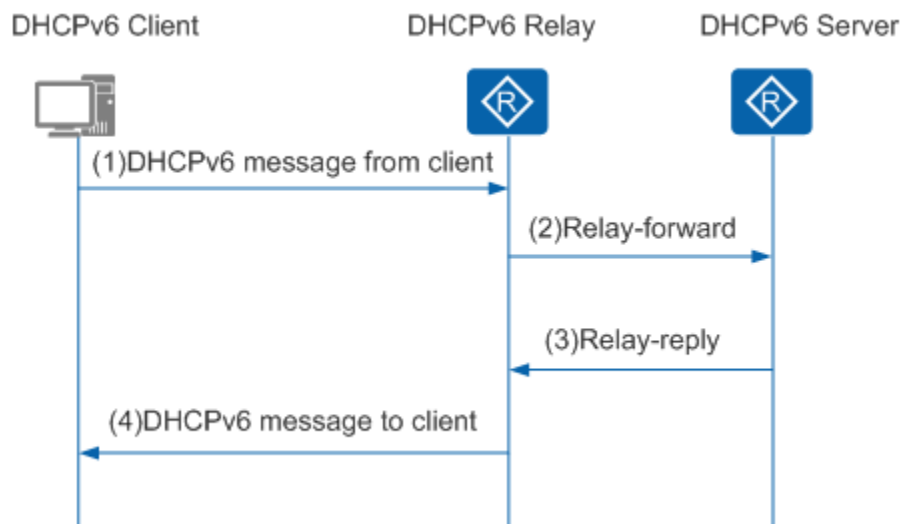 DHCPv6 Client
DHCPv6 Relay
DHCPv6 Server
R
R
(1)DHCPv6 message from client
(2)Relay-forward
(3)Relay-reply
(4)DHCPv6 message to client